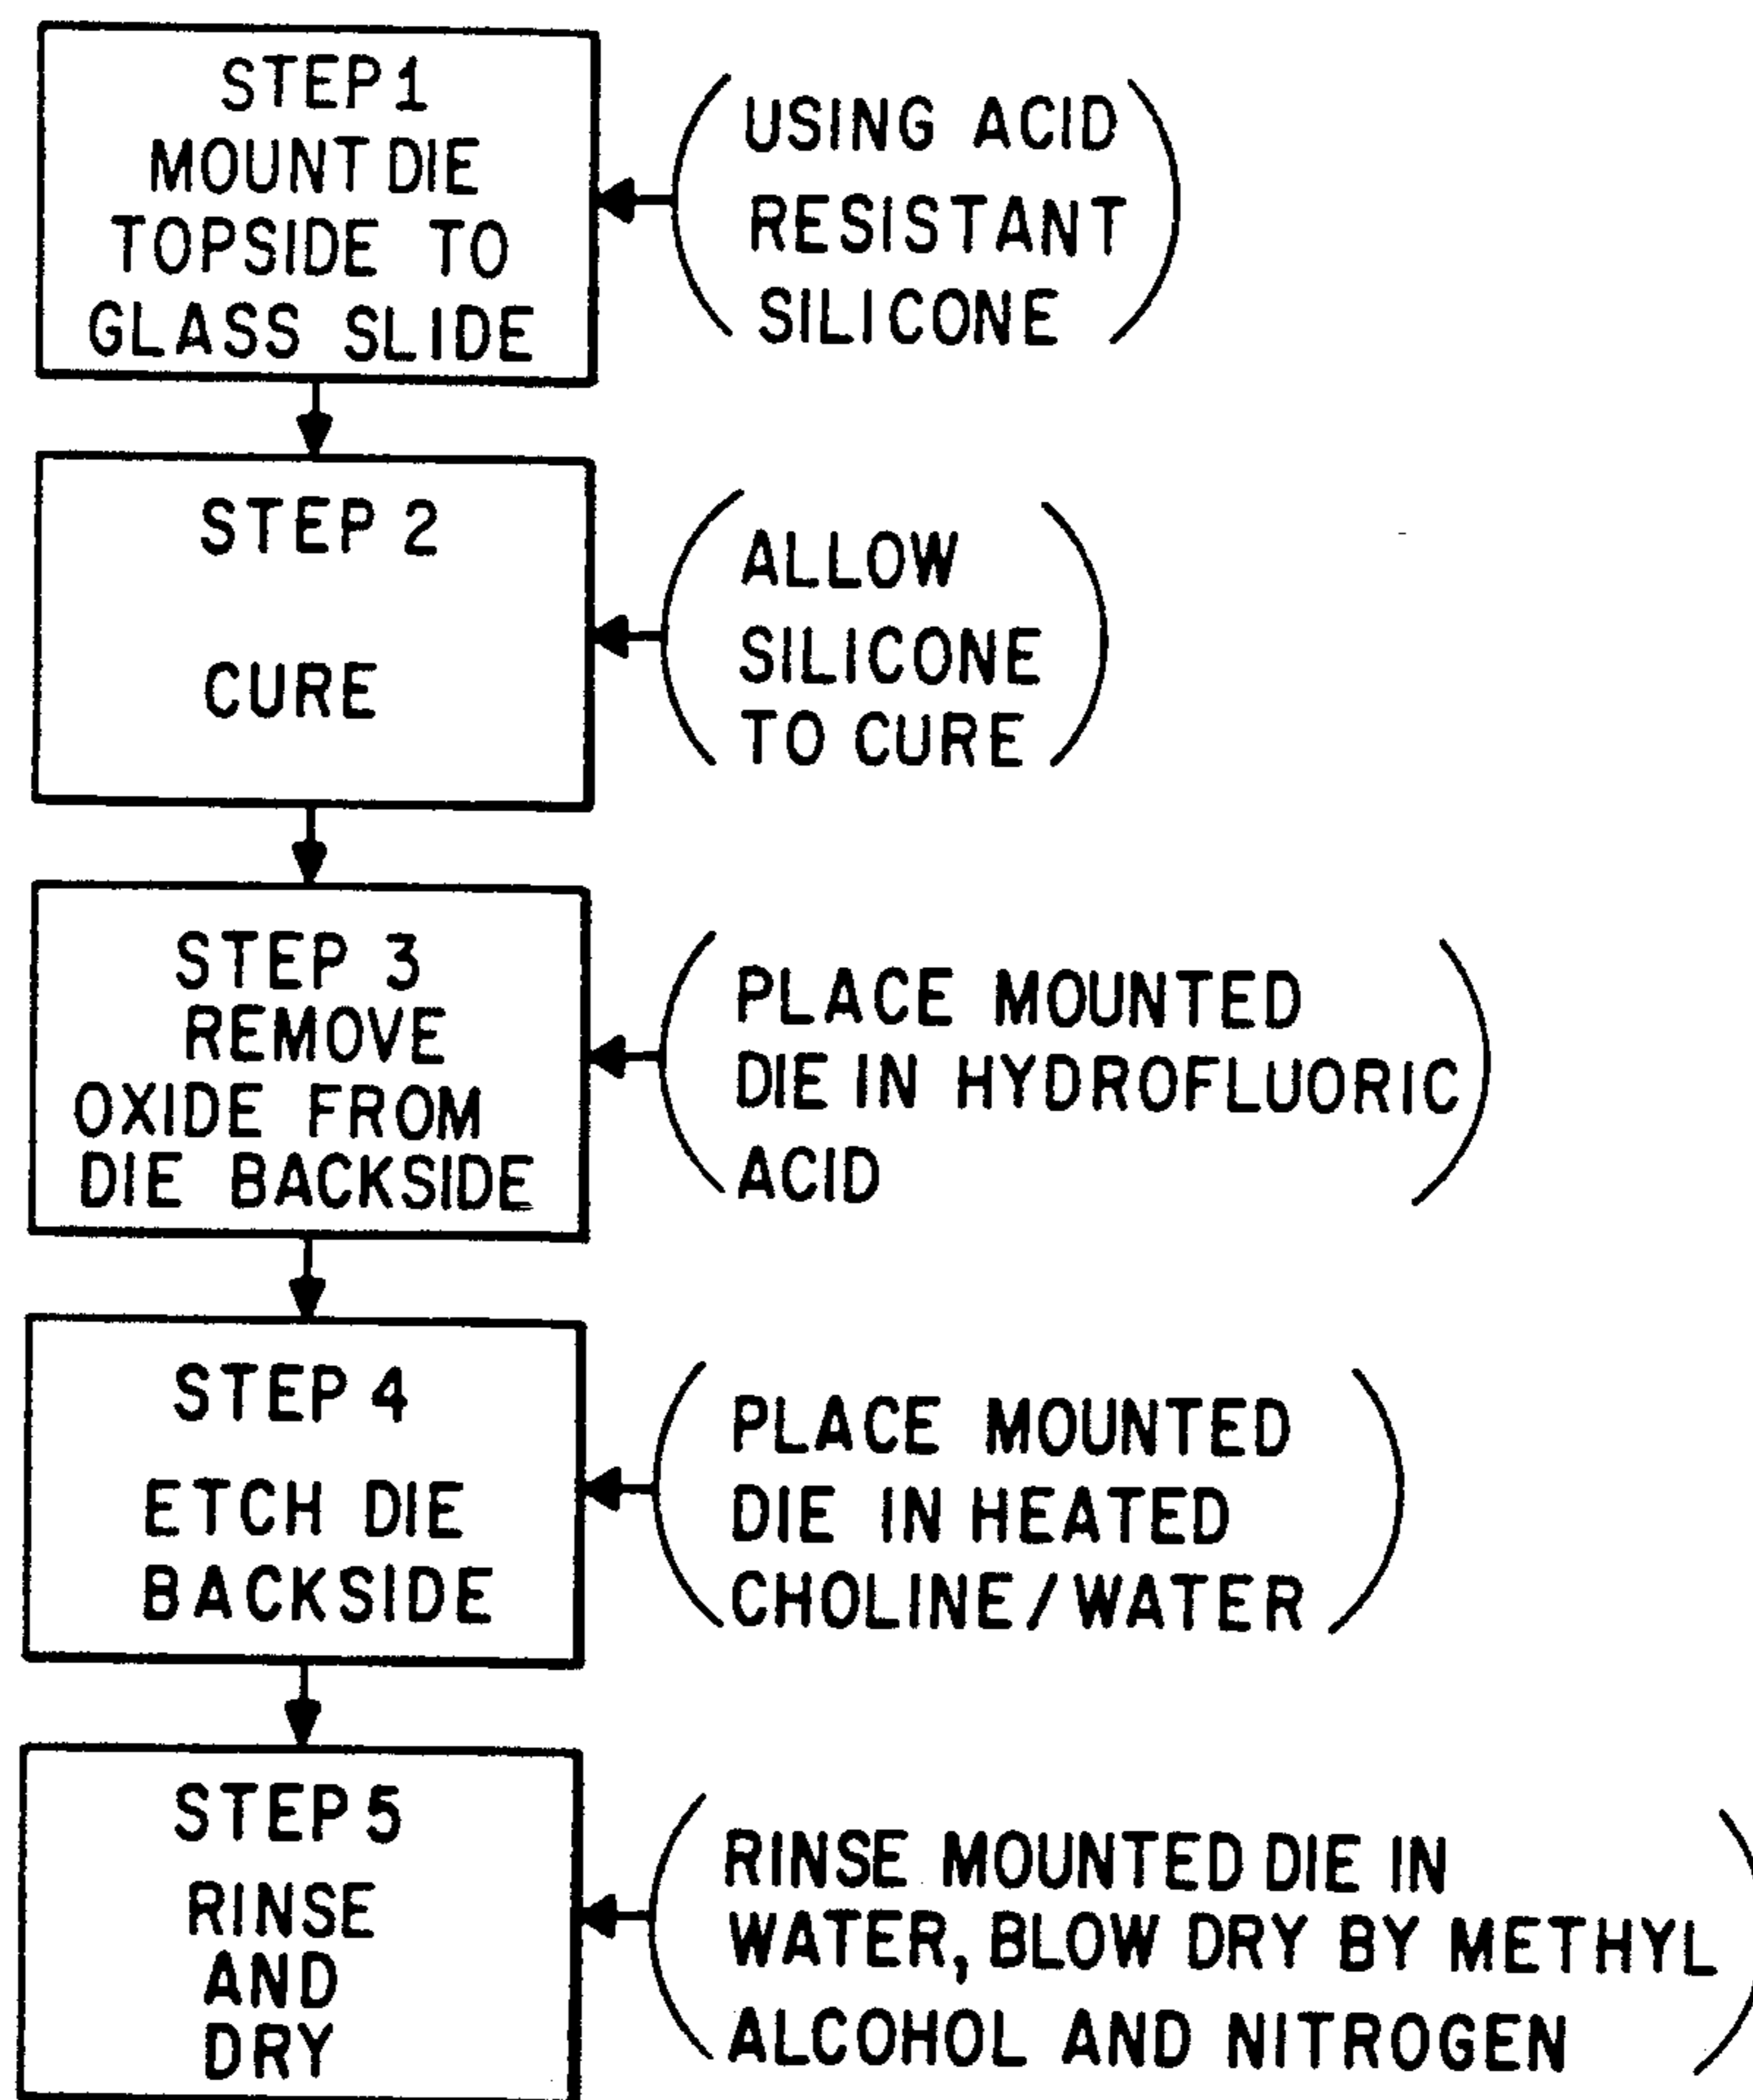 STEP 1
MOUNT DIE
TOPSIDE TO
GLASS SLIDE
(USING ACID
RESISTANT
SILICONE)
STEP 2
CURE
(ALLOW
SILICONE
TO CURE)
STEP 3
REMOVE
OXIDE FROM
DIE BACKSIDE
(PLACE MOUNTED
DIE IN HYDROFLUORIC
ACID)
STEP 4
ETCH DIE
BACKSIDE
(PLACE MOUNTED
DIE IN HEATED
CHOLINE/WATER)
STEP 5
RINSE
AND
DRY
(RINSE MOUNTED DIE IN
WATER, BLOW DRY BY METHYL
ALCOHOL AND NITROGEN)